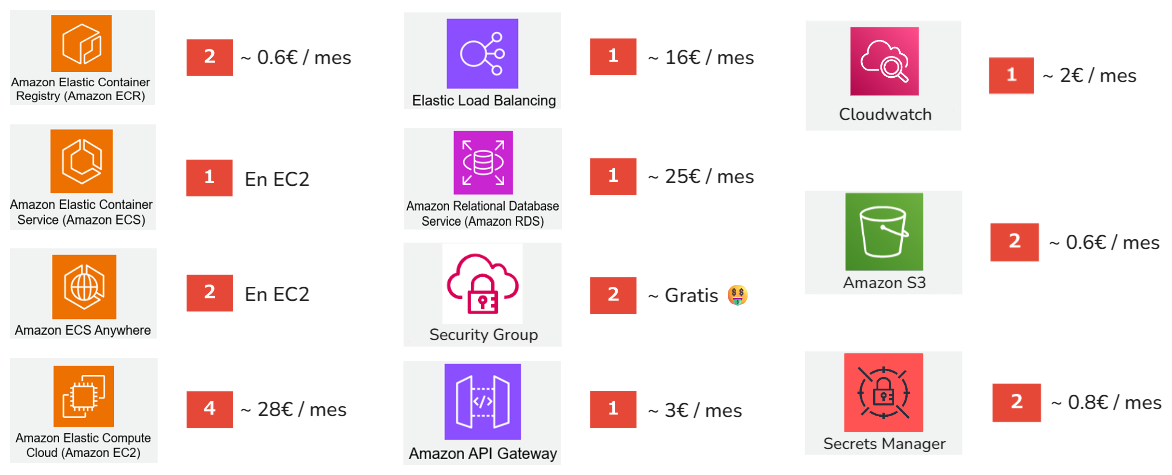 Amazon Elastic Container
Registry (Amazon ECR)
2
~ 0.6€ / mes
Amazon Elastic Container
Service (Amazon ECS)
1
En EC2
Amazon ECS Anywhere
2
En EC2
Amazon Elastic Compute
Cloud (Amazon EC2)
4
~ 28€ / mes
Elastic Load Balancing
1
~ 16€ / mes
Amazon Relational Database
Service (Amazon RDS)
1
~ 25€ / mes
Security Group
2
~ Gratis 🤑
</>
Amazon API Gateway
1
~ 3€ / mes
Cloudwatch
1
~ 2€ / mes
Amazon S3
2
~ 0.6€ / mes
Secrets Manager
2
~ 0.8€ / mes